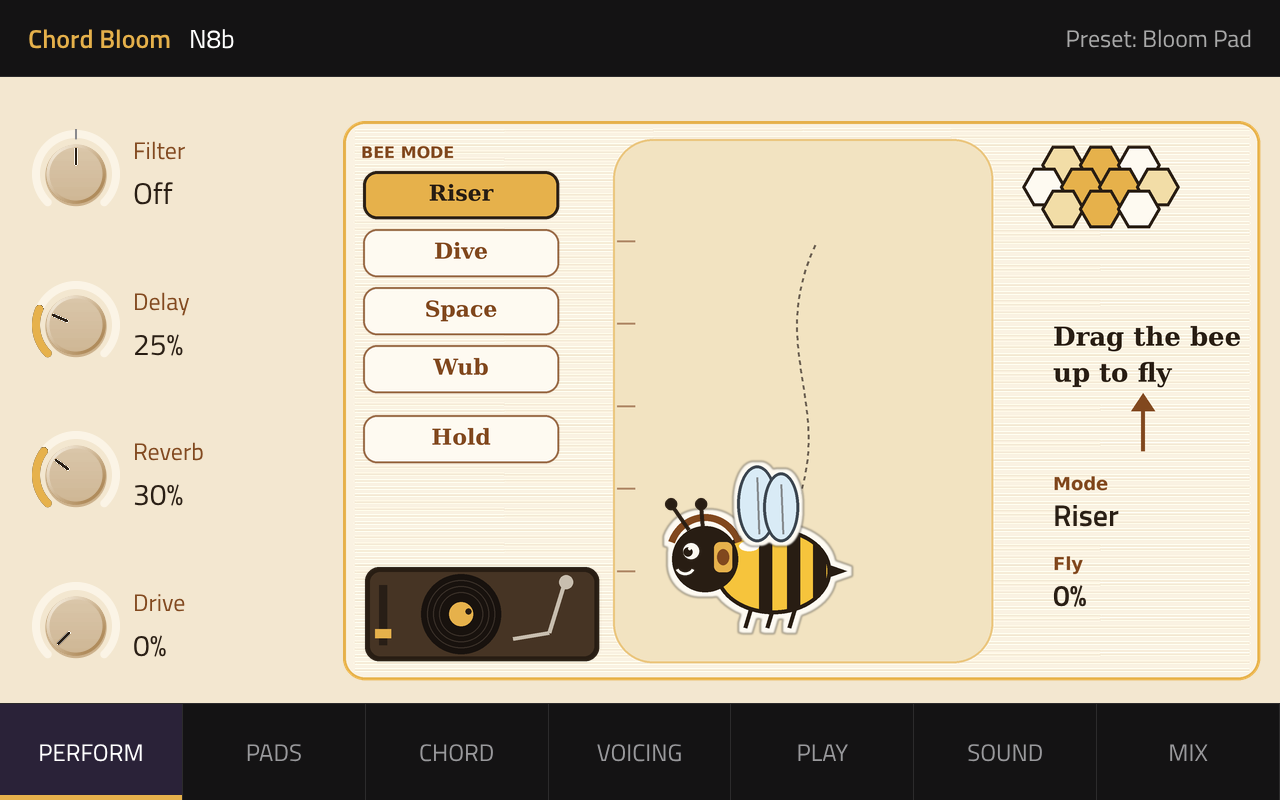 Chord Bloom N8b
Preset: Bloom Pad
Filter
Off
Delay
25%
Reverb
30%
Drive
0%
BEE MODE
Riser
Dive
Space
Wub
Hold
Drag the bee
up to fly
Mode
Riser
Fly
0%
PERFORM
PADS
CHORD
VOICING
PLAY
SOUND
MIX